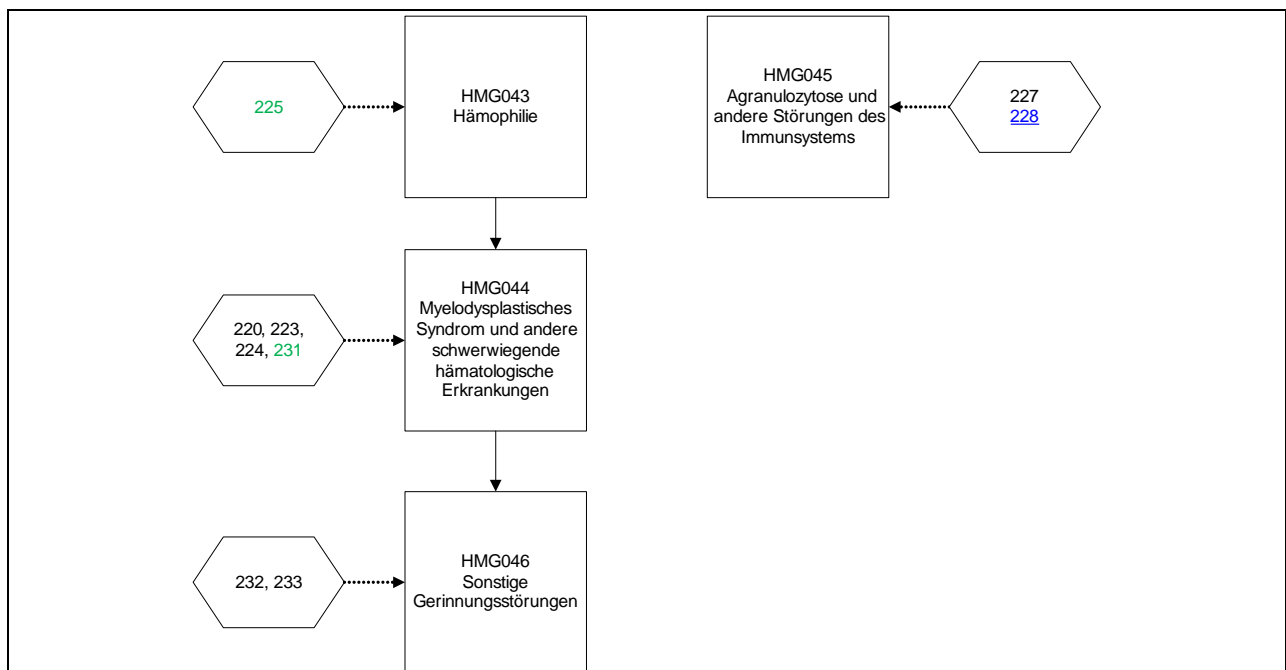 225
HMG043
Hämophilie
HMG045
Agranulozytose und
andere Störungen des
Immunsystems
227
228
220, 223,
224, 231
HMG044
Myelodysplastisches
Syndrom und andere
schwerwiegende
hämatologische
Erkrankungen
232, 233
HMG046
Sonstige
Gerinnungsstörungen